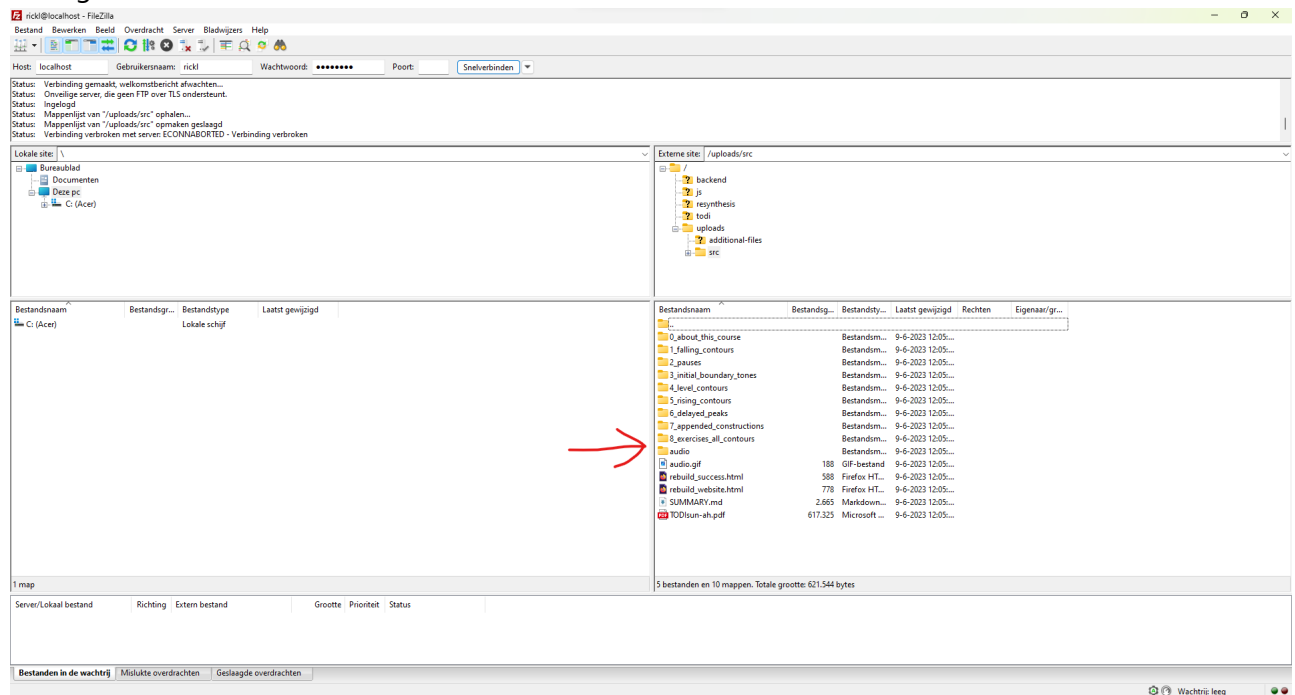 rickl@localhost - FileZilla
Bestand Bewerken Beeld Overdracht Server Bladwijzers Help
Host: localhost Gebruikersnaam: rickl Wachtwoord: •••••••• Poort: Snelverbinden
Status: Verbinding gemaakt, welkomstbericht afwachten...
Status: Onveilige server, die geen FTP over TLS ondersteunt.
Status: Ingelogd
Status: Mappenlijst van "/uploads/src" ophalen...
Status: Mappenlijst van "/uploads/src" opmaken geslaagd
Status: Verbinding verbroken met server: ECONNABORTED - Verbinding verbroken
Lokale site: \
Bureaublad
Documenten
Deze pc
C: (Acer)
Bestandsnaam Bestandsgr... Bestandstype Laatst gewijzigd
C: (Acer) Lokale schijf
1 map
Externe site: /uploads/src
/
backend
js
resynthesis
todi
uploads
additional-files
src
Bestandsnaam Bestandsg... Bestandsty... Laatst gewijzigd Rechten Eigenaar/gr...
..
0_about_this_course Bestandsm... 9-6-2023 12:05:...
1_falling_contours Bestandsm... 9-6-2023 12:05:...
2_pauses Bestandsm... 9-6-2023 12:05:...
3_initial_boundary_tones Bestandsm... 9-6-2023 12:05:...
4_level_contours Bestandsm... 9-6-2023 12:05:...
5_rising_contours Bestandsm... 9-6-2023 12:05:...
6_delayed_peaks Bestandsm... 9-6-2023 12:05:...
7_appended_constructions Bestandsm... 9-6-2023 12:05:...
8_exercises_all_contours Bestandsm... 9-6-2023 12:05:...
audio Bestandsm... 9-6-2023 12:05:...
audio.gif 188 GIF-bestand 9-6-2023 12:05:...
rebuild_success.html 588 Firefox HT... 9-6-2023 12:05:...
rebuild_website.html 778 Firefox HT... 9-6-2023 12:05:...
SUMMARY.md 2.665 Markdown... 9-6-2023 12:05:...
TODIsun-ah.pdf 617.325 Microsoft ... 9-6-2023 12:05:...
5 bestanden en 10 mappen. Totale grootte: 621.544 bytes
Server/Lokaal bestand Richting Extern bestand Grootte Prioriteit Status
Bestanden in de wachtrij Mislukte overdrachten Geslaagde overdrachten
Wachtrij: leeg